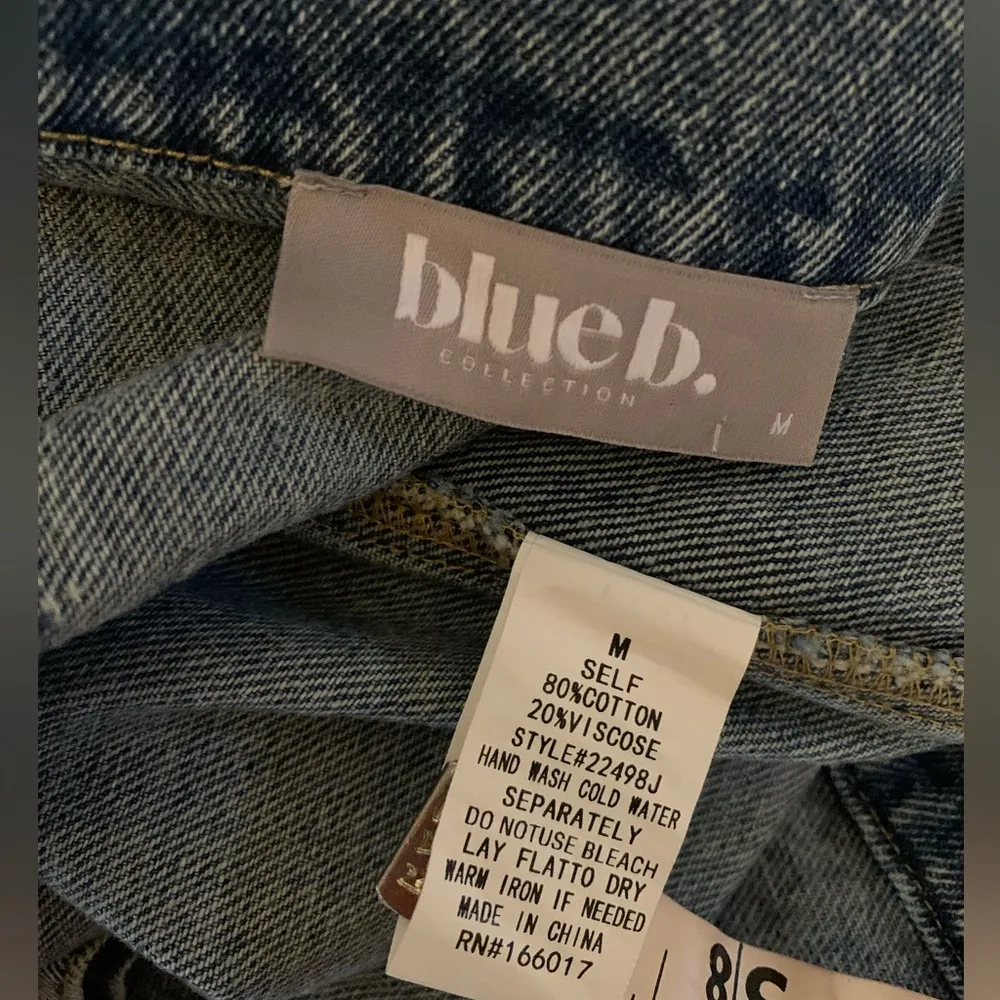 blue b.
COLLECTION
M
M
SELF
80%COTTON
20%VISCOSE
STYLE#22498J
HAND WASH COLD WATER
SEPARATELY
DO NOTUSE BLEACH
LAY FLATTO DRY
WARM IRON IF NEEDED
MADE IN CHINA
RN#166017
8